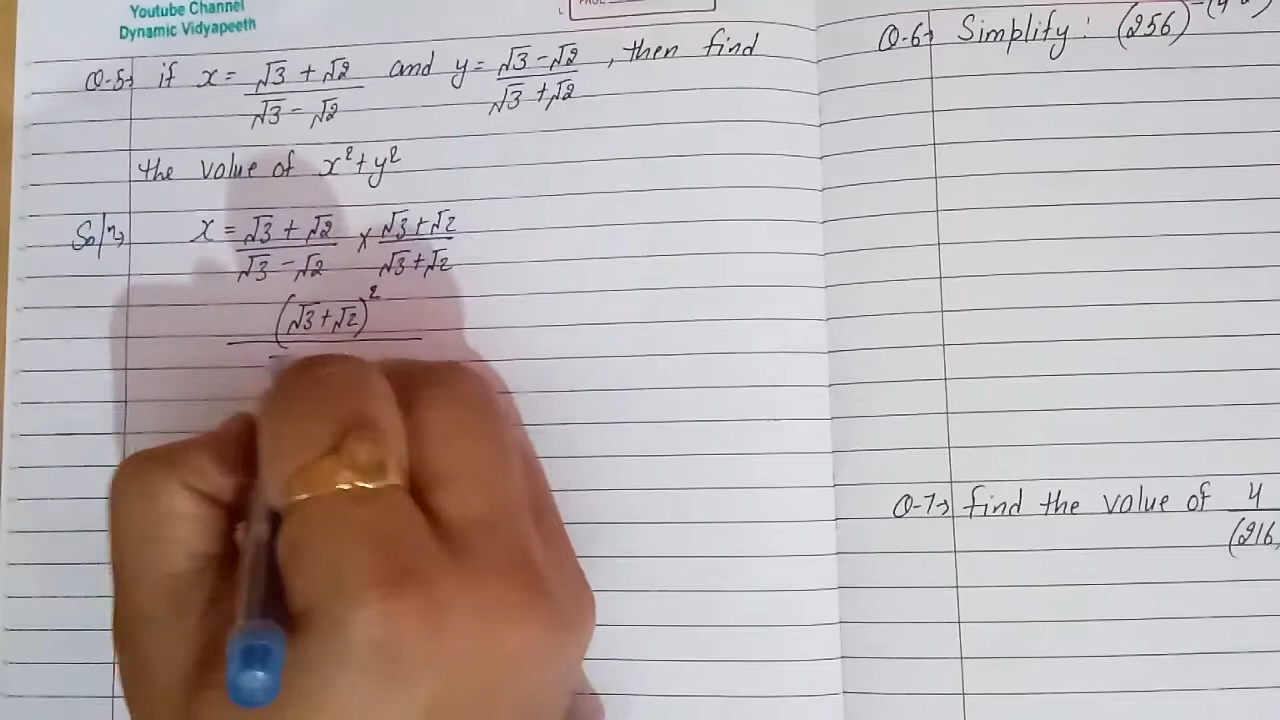 Youtube Channel
Dynamic Vidyapeeth
Q-5→ if x = √3 + √2 / √3 - √2 and y = √3 - √2 / √3 + √2 , then find
the value of x² + y²
Soln→ x = √3 + √2 / √3 - √2 × √3 + √2 / √3 + √2
(√3 + √2)²
Q-6→ Simplify : (256)
Q-7→ find the value of 4 / (216